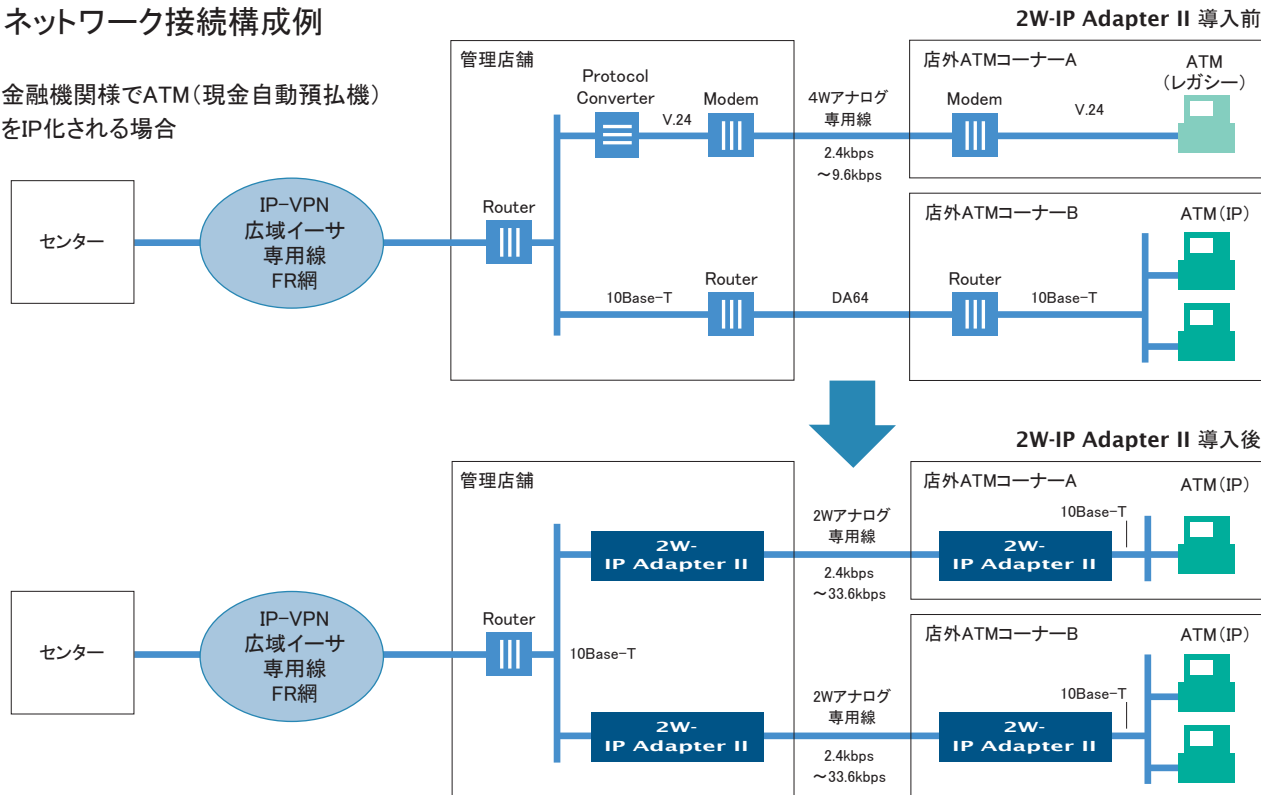 ネットワーク接続構成例
金融機関様でATM(現金自動預払機)
をIP化される場合
2W-IP Adapter II 導入前
センター
IP-VPN
広域イーサ
専用線
FR網
管理店舗
Router
Protocol
Converter
V.24
Modem
10Base-T
Router
4Wアナログ
専用線
2.4kbps
～9.6kbps
DA64
店外ATMコーナーA
Modem
V.24
ATM
(レガシー)
店外ATMコーナーB
Router
10Base-T
ATM(IP)
2W-IP Adapter II 導入後
センター
IP-VPN
広域イーサ
専用線
FR網
管理店舗
Router
10Base-T
2W-
IP Adapter II
2W-
IP Adapter II
2Wアナログ
専用線
2.4kbps
～33.6kbps
2Wアナログ
専用線
2.4kbps
～33.6kbps
店外ATMコーナーA
2W-
IP Adapter II
10Base-T
ATM(IP)
店外ATMコーナーB
2W-
IP Adapter II
10Base-T
ATM(IP)